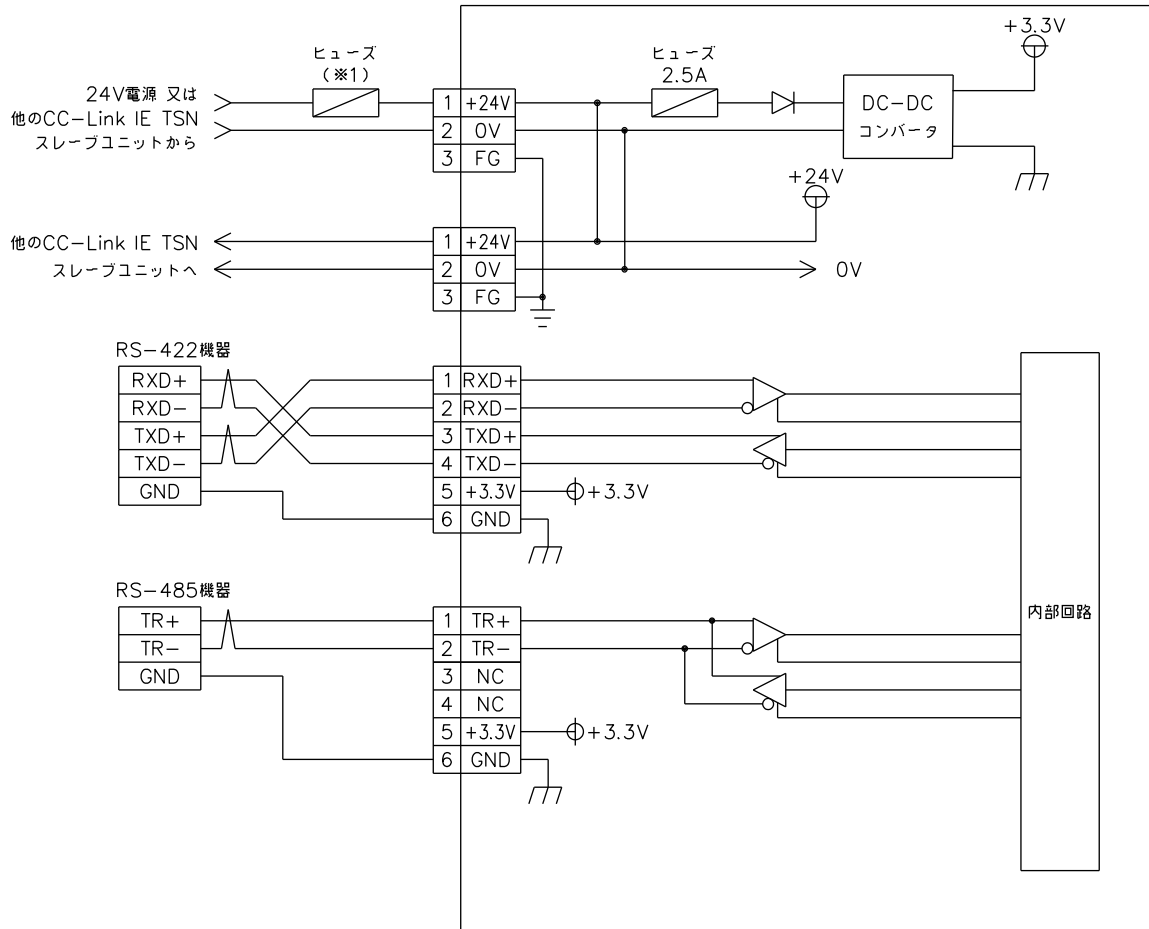 +3.3V
ヒューズ
(※1)
ヒューズ
2.5A
24V電源 又は
他のCC-Link IE TSN
スレーブユニットから
1 +24V
2 0V
3 FG
DC-DC
コンバータ
+24V
他のCC-Link IE TSN
スレーブユニットへ
1 +24V
2 0V
3 FG
0V
RS-422機器
RXD+
RXD-
TXD+
TXD-
GND
1 RXD+
2 RXD-
3 TXD+
4 TXD-
5 +3.3V
6 GND
+3.3V
RS-485機器
TR+
TR-
GND
1 TR+
2 TR-
3 NC
4 NC
5 +3.3V
6 GND
+3.3V
内部回路